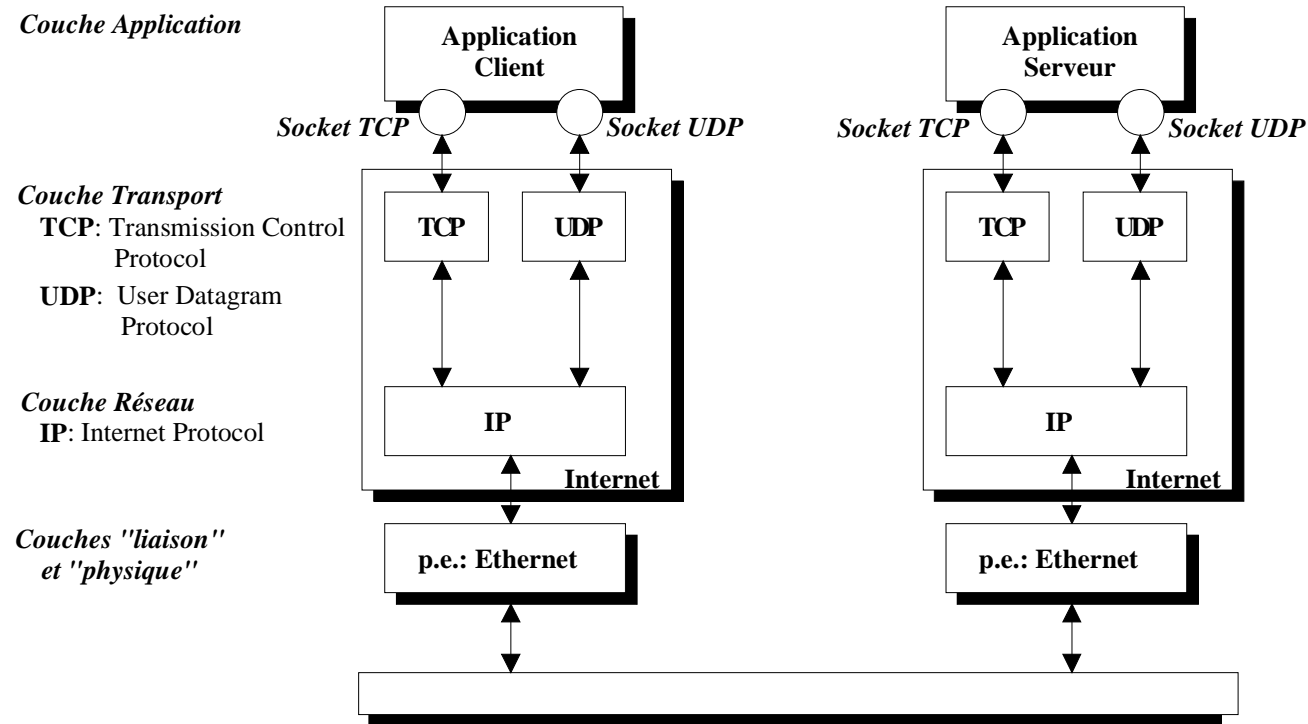 Couche Application
Application
Client
Application
Serveur
Socket TCP
Socket UDP
Socket TCP
Socket UDP
Couche Transport
TCP: Transmission Control
Protocol
UDP: User Datagram
Protocol
TCP
UDP
TCP
UDP
Couche Réseau
IP: Internet Protocol
IP
IP
Internet
Internet
Couches "liaison"
et "physique"
p.e.: Ethernet
p.e.: Ethernet